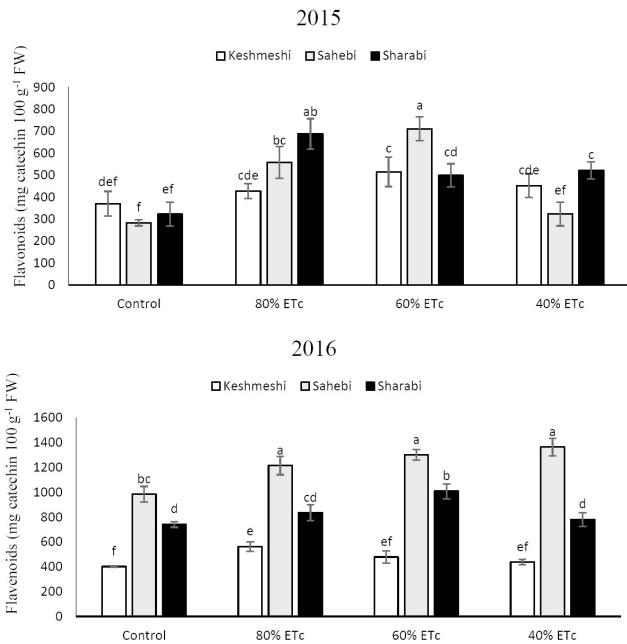 2015
Keshmeshi Sahebi Sharabi
Flavonoids (mg catechin 100 g⁻¹ FW)
900
800
700
600
500
400
300
200
100
0
def f ef
cde bc ab
c a cd
cde ef c
Control 80% ETc 60% ETc 40% ETc
2016
Keshmeshi Sahebi Sharabi
Flavenoids (mg catechin 100 g⁻¹ FW)
1600
1400
1200
1000
800
600
400
200
0
f bc d
e a cd
ef a b
ef a d
Control 80% ETc 60% ETc 40% ETc